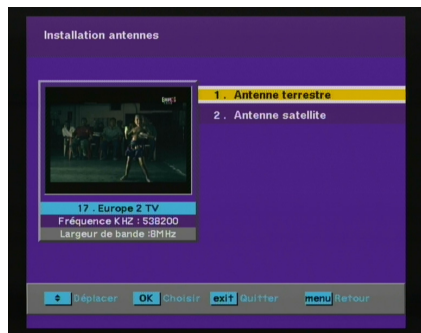 Installation antennes
1. Antenne terrestre
2. Antenne satellite
17 . Europe 2 TV
Fréquence KHZ : 538200
Largeur de bande :8MHz
Déplacer OK Choisir exit Quitter menu Retour